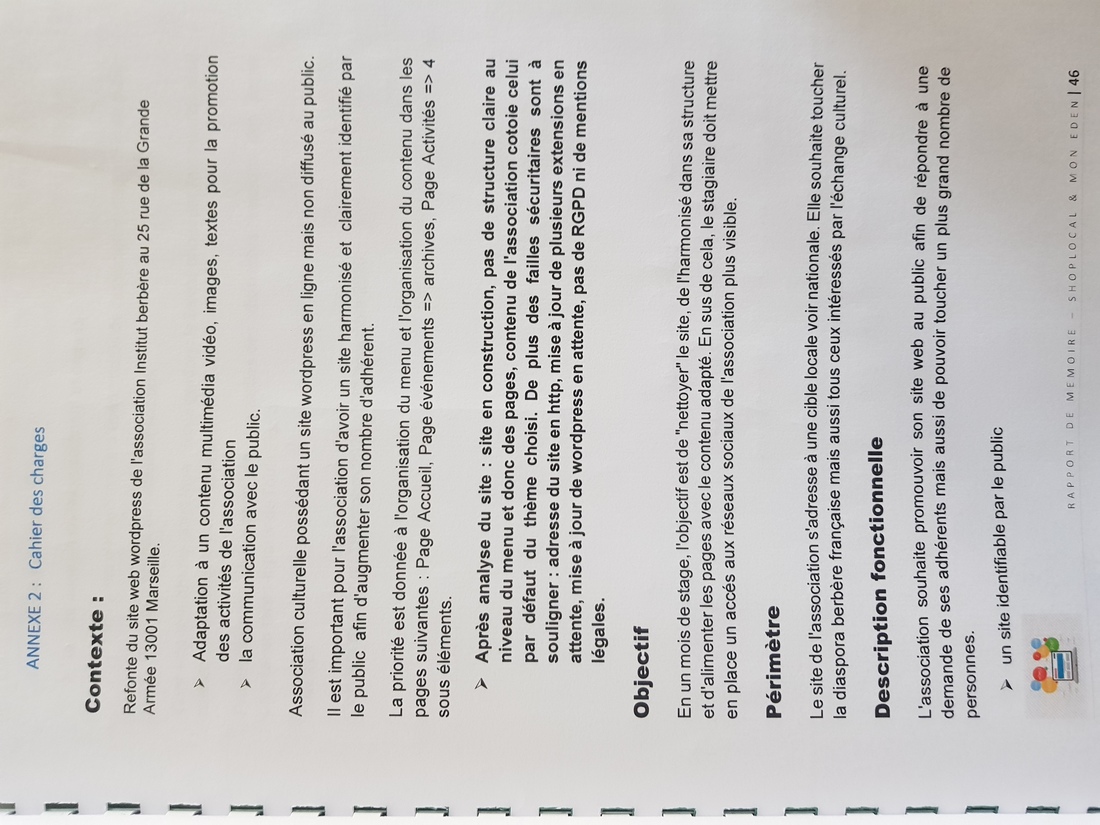 ANNEXE 2 : Cahier des charges
Contexte :
Refonte du site web wordpress de l'association Institut berbère au 25 rue de la Grande
Armée 13001 Marseille.
➢ Adaptation à un contenu multimédia vidéo, images, textes pour la promotion
des activités de l'association
➢ la communication avec le public.
Association culturelle possédant un site wordpress en ligne mais non diffusé au public.
Il est important pour l'association d'avoir un site harmonisé et clairement identifié par
le public afin d'augmenter son nombre d'adhérent.
La priorité est donnée à l'organisation du menu et l'organisation du contenu dans les
pages suivantes : Page Accueil, Page événements => archives, Page Activités => 4
sous éléments.
➢ Après analyse du site : site en construction, pas de structure claire au
niveau du menu et donc des pages, contenu de l'association cotoie celui
par défaut du thème choisi. De plus des failles sécuritaires sont à
souligner : adresse du site en http, mise à jour de plusieurs extensions en
attente, mise à jour de wordpress en attente, pas de RGPD ni de mentions
légales.
Objectif
En un mois de stage, l'objectif est de "nettoyer" le site, de l'harmonisé dans sa structure
et d'alimenter les pages avec le contenu adapté. En sus de cela, le stagiaire doit mettre
en place un accés aux réseaux sociaux de l'association plus visible.
Périmètre
Le site de l'association s'adresse à une cible locale voir nationale. Elle souhaite toucher
la diaspora berbère française mais aussi tous ceux intéressés par l'échange culturel.
Description fonctionnelle
L'association souhaite promouvoir son site web au public afin de répondre à une
demande de ses adhérents mais aussi de pouvoir toucher un plus grand nombre de
personnes.
➢ un site identifiable par le public
RAPPORT DE MEMOIRE – SHOPLOCAL & MON EDEN | 46